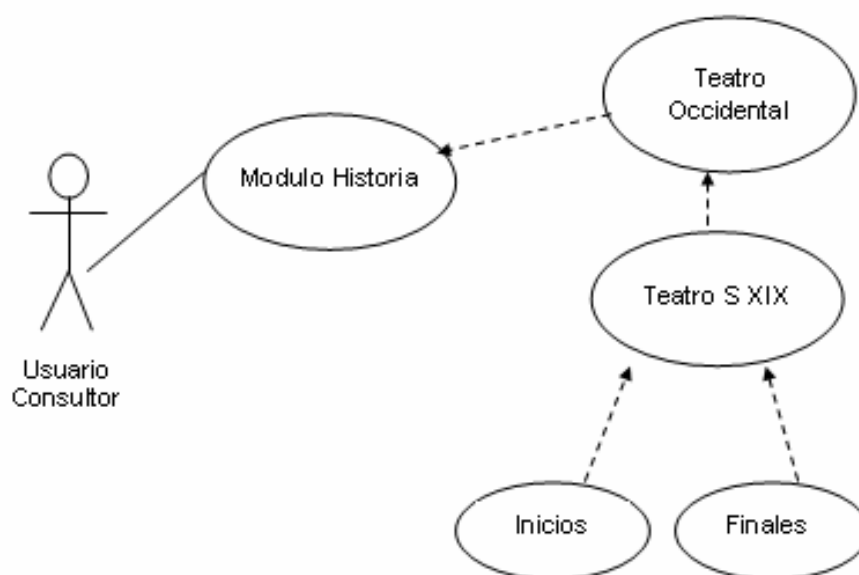 Teatro
Occidental
Modulo Historia
Teatro S XIX
Usuario
Consultor
Inicios
Finales